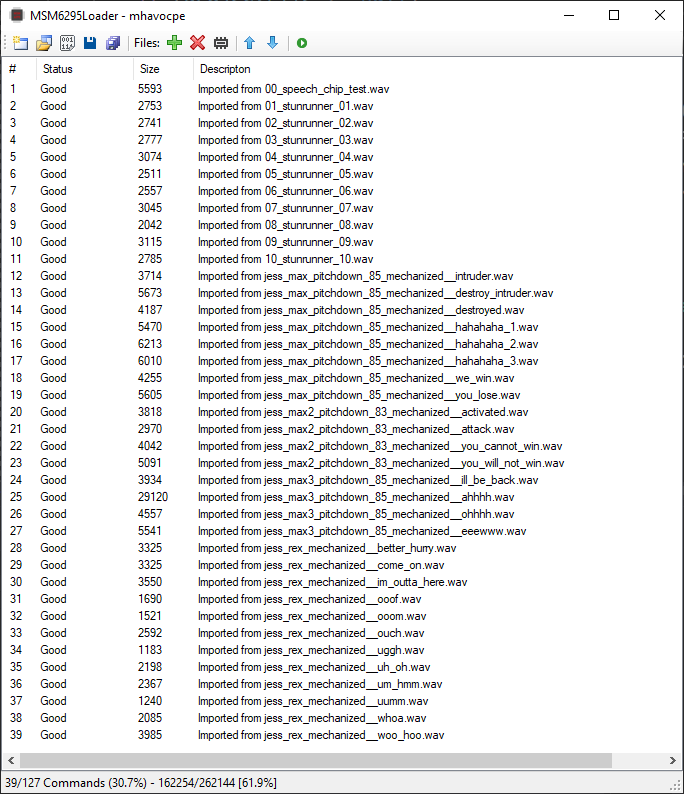 MSM6295Loader - mhavocpe
Files:
# Status Size Descripton
1 Good 5593 Imported from 00_speech_chip_test.wav
2 Good 2753 Imported from 01_stunrunner_01.wav
3 Good 2741 Imported from 02_stunrunner_02.wav
4 Good 2777 Imported from 03_stunrunner_03.wav
5 Good 3074 Imported from 04_stunrunner_04.wav
6 Good 2511 Imported from 05_stunrunner_05.wav
7 Good 2557 Imported from 06_stunrunner_06.wav
8 Good 3045 Imported from 07_stunrunner_07.wav
9 Good 2042 Imported from 08_stunrunner_08.wav
10 Good 3115 Imported from 09_stunrunner_09.wav
11 Good 2785 Imported from 10_stunrunner_10.wav
12 Good 3714 Imported from jess_max_pitchdown_85_mechanized__intruder.wav
13 Good 5673 Imported from jess_max_pitchdown_85_mechanized__destroy_intruder.wav
14 Good 4187 Imported from jess_max_pitchdown_85_mechanized__destroyed.wav
15 Good 5470 Imported from jess_max_pitchdown_85_mechanized__hahahaha_1.wav
16 Good 6213 Imported from jess_max_pitchdown_85_mechanized__hahahaha_2.wav
17 Good 6010 Imported from jess_max_pitchdown_85_mechanized__hahahaha_3.wav
18 Good 4255 Imported from jess_max_pitchdown_85_mechanized__we_win.wav
19 Good 5605 Imported from jess_max_pitchdown_85_mechanized__you_lose.wav
20 Good 3818 Imported from jess_max2_pitchdown_83_mechanized__activated.wav
21 Good 2970 Imported from jess_max2_pitchdown_83_mechanized__attack.wav
22 Good 4042 Imported from jess_max2_pitchdown_83_mechanized__you_cannot_win.wav
23 Good 5091 Imported from jess_max2_pitchdown_83_mechanized__you_will_not_win.wav
24 Good 3934 Imported from jess_max3_pitchdown_85_mechanized__ill_be_back.wav
25 Good 29120 Imported from jess_max3_pitchdown_85_mechanized__ahhhh.wav
26 Good 4557 Imported from jess_max3_pitchdown_85_mechanized__ohhhh.wav
27 Good 5541 Imported from jess_max3_pitchdown_85_mechanized__eeewww.wav
28 Good 3325 Imported from jess_rex_mechanized__better_hurry.wav
29 Good 3325 Imported from jess_rex_mechanized__come_on.wav
30 Good 3550 Imported from jess_rex_mechanized__im_outta_here.wav
31 Good 1690 Imported from jess_rex_mechanized__ooof.wav
32 Good 1521 Imported from jess_rex_mechanized__ooom.wav
33 Good 2592 Imported from jess_rex_mechanized__ouch.wav
34 Good 1183 Imported from jess_rex_mechanized__uggh.wav
35 Good 2198 Imported from jess_rex_mechanized__uh_oh.wav
36 Good 2367 Imported from jess_rex_mechanized__um_hmm.wav
37 Good 1240 Imported from jess_rex_mechanized__uumm.wav
38 Good 2085 Imported from jess_rex_mechanized__whoa.wav
39 Good 3985 Imported from jess_rex_mechanized__woo_hoo.wav
39/127 Commands (30.7%) - 162254/262144 [61.9%]